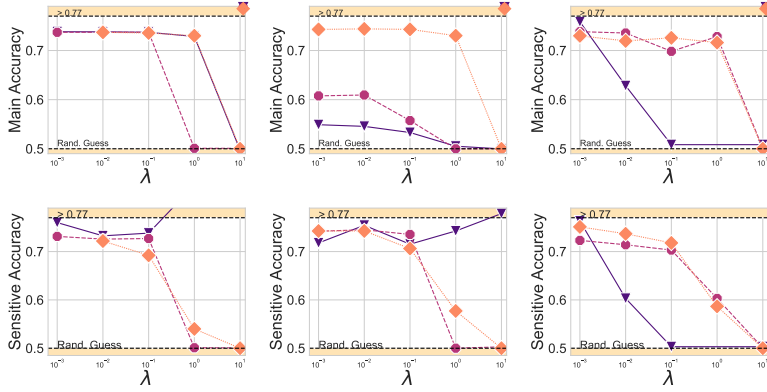 > 0.77
> 0.77
> 0.77
Main Accuracy
0.7
0.6
0.5
Rand. Guess
10⁻³ 10⁻² 10⁻¹ 10⁰ 10¹
λ
Main Accuracy
0.7
0.6
0.5
Rand. Guess
10⁻³ 10⁻² 10⁻¹ 10⁰ 10¹
λ
Main Accuracy
0.7
0.6
0.5
Rand. Guess
10⁻³ 10⁻² 10⁻¹ 10⁰ 10¹
λ
> 0.77
> 0.77
> 0.77
Sensitive Accuracy
0.7
0.6
0.5
Rand. Guess
10⁻³ 10⁻² 10⁻¹ 10⁰ 10¹
λ
Sensitive Accuracy
0.7
0.6
0.5
Rand. Guess
10⁻³ 10⁻² 10⁻¹ 10⁰ 10¹
λ
Sensitive Accuracy
0.7
0.6
0.5
Rand. Guess
10⁻³ 10⁻² 10⁻¹ 10⁰ 10¹
λ